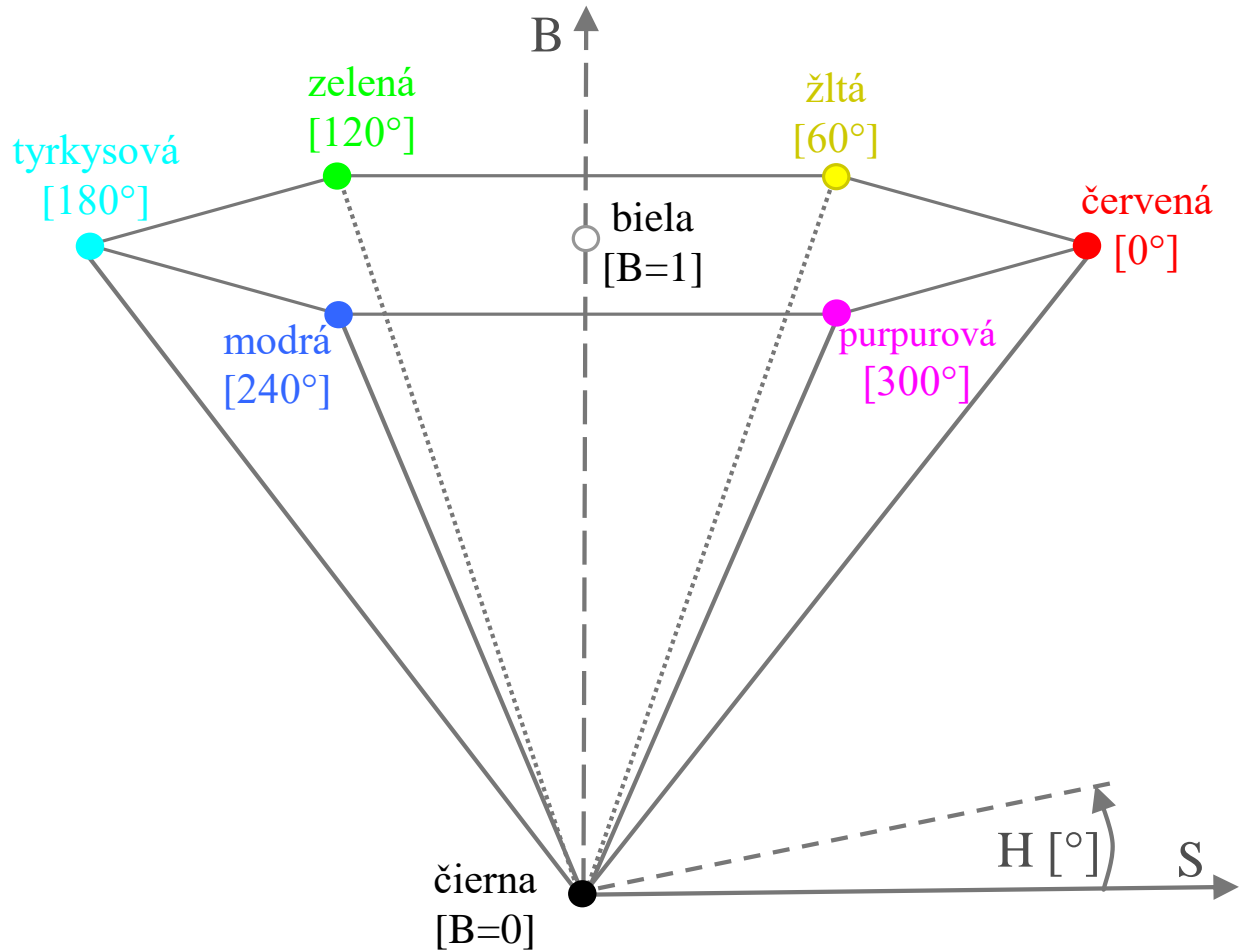 B
zelená
[120°]
žltá
[60°]
tyrkysová
[180°]
biela
[B=1]
červená
[0°]
modrá
[240°]
purpurová
[300°]
H [°]
S
čierna
[B=0]